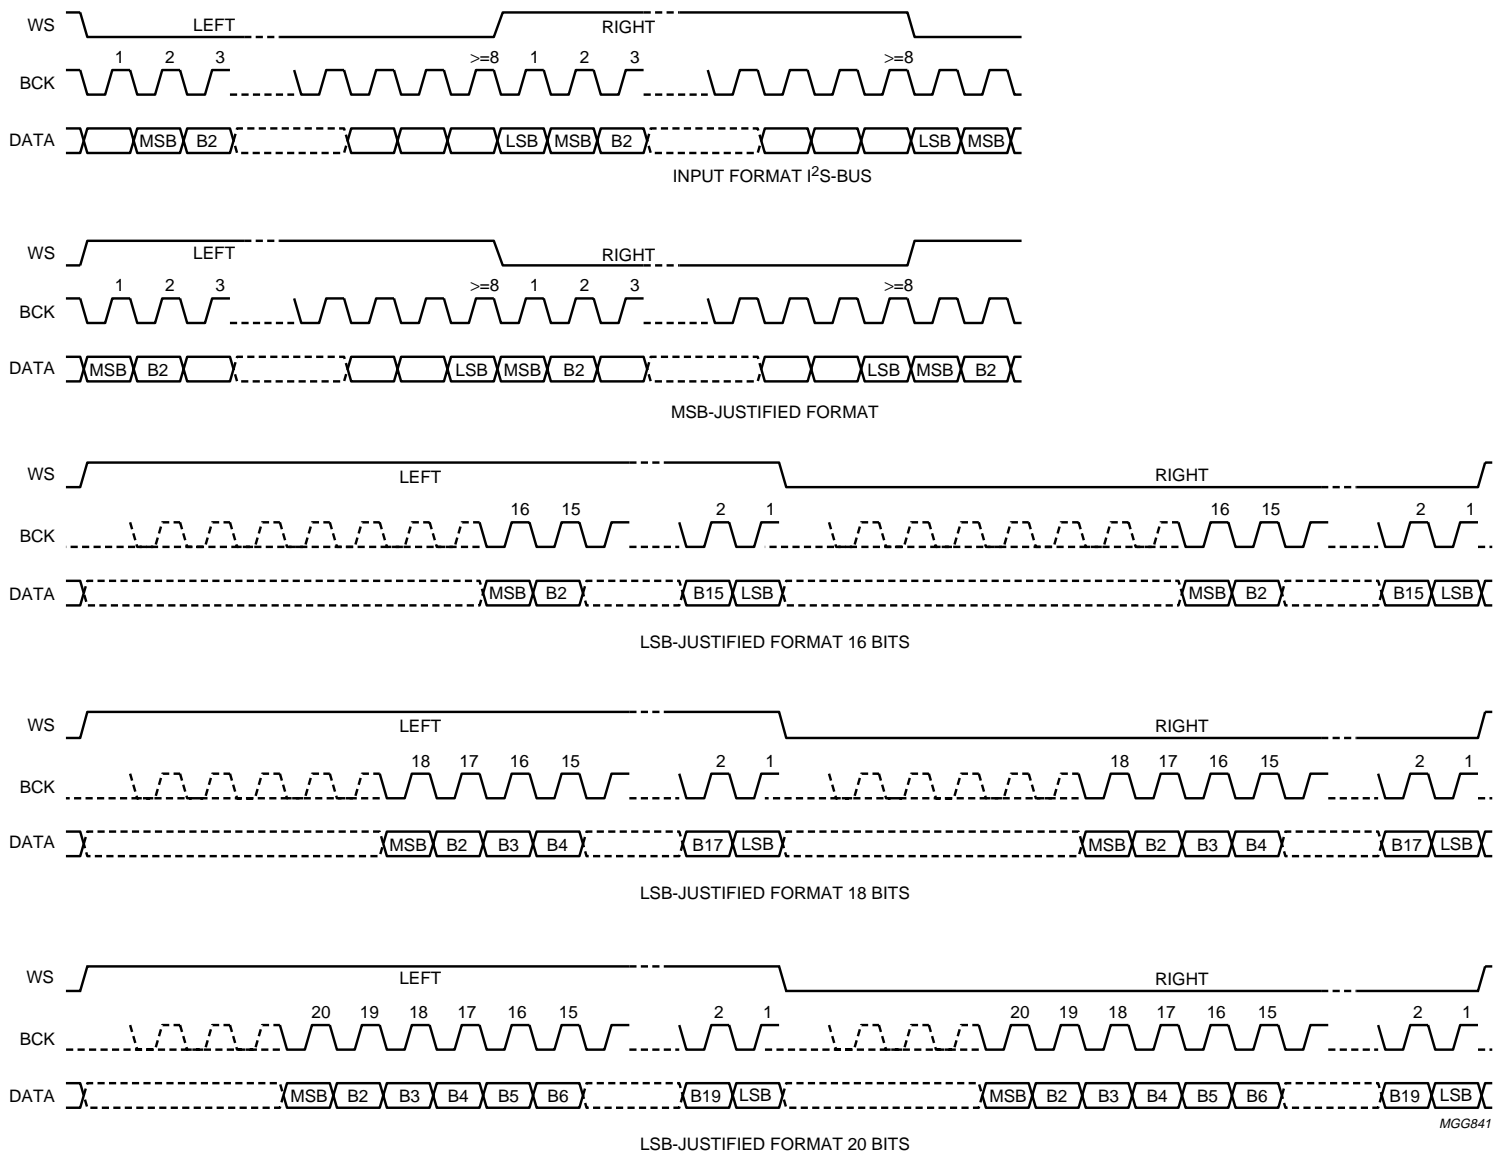 WS LEFT RIGHT
1 2 3 >=8 1 2 3 >=8
BCK
DATA MSB B2 LSB MSB B2 LSB MSB
INPUT FORMAT I²S-BUS
WS LEFT RIGHT
1 2 3 >=8 1 2 3 >=8
BCK
DATA MSB B2 LSB MSB B2 LSB MSB B2
MSB-JUSTIFIED FORMAT
WS LEFT RIGHT
16 15 2 1 16 15 2 1
BCK
DATA MSB B2 B15 LSB MSB B2 B15 LSB
LSB-JUSTIFIED FORMAT 16 BITS
WS LEFT RIGHT
18 17 16 15 2 1 18 17 16 15 2 1
BCK
DATA MSB B2 B3 B4 B17 LSB MSB B2 B3 B4 B17 LSB
LSB-JUSTIFIED FORMAT 18 BITS
WS LEFT RIGHT
20 19 18 17 16 15 2 1 20 19 18 17 16 15 2 1
BCK
DATA MSB B2 B3 B4 B5 B6 B19 LSB MSB B2 B3 B4 B5 B6 B19 LSB
MGG841
LSB-JUSTIFIED FORMAT 20 BITS